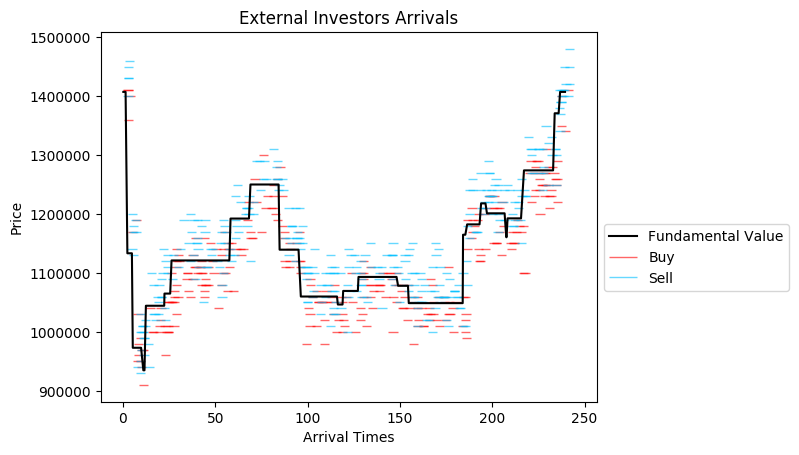 External Investors Arrivals
Price
1500000
1400000
1300000
1200000
1100000
1000000
900000
0 50 100 150 200 250
Arrival Times
Fundamental Value
Buy
Sell